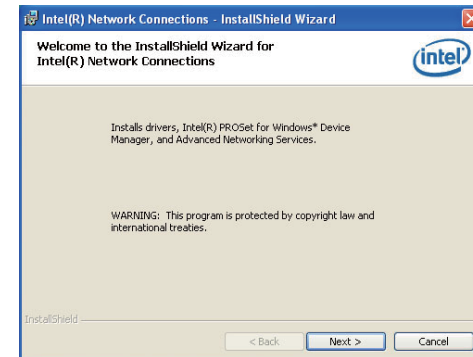 Intel(R) Network Connections - InstallShield Wizard
Welcome to the InstallShield Wizard for
Intel(R) Network Connections
intel
Installs drivers, Intel(R) PROSet for Windows* Device
Manager, and Advanced Networking Services.
WARNING: This program is protected by copyright law and
international treaties.
InstallShield
< Back Next > Cancel